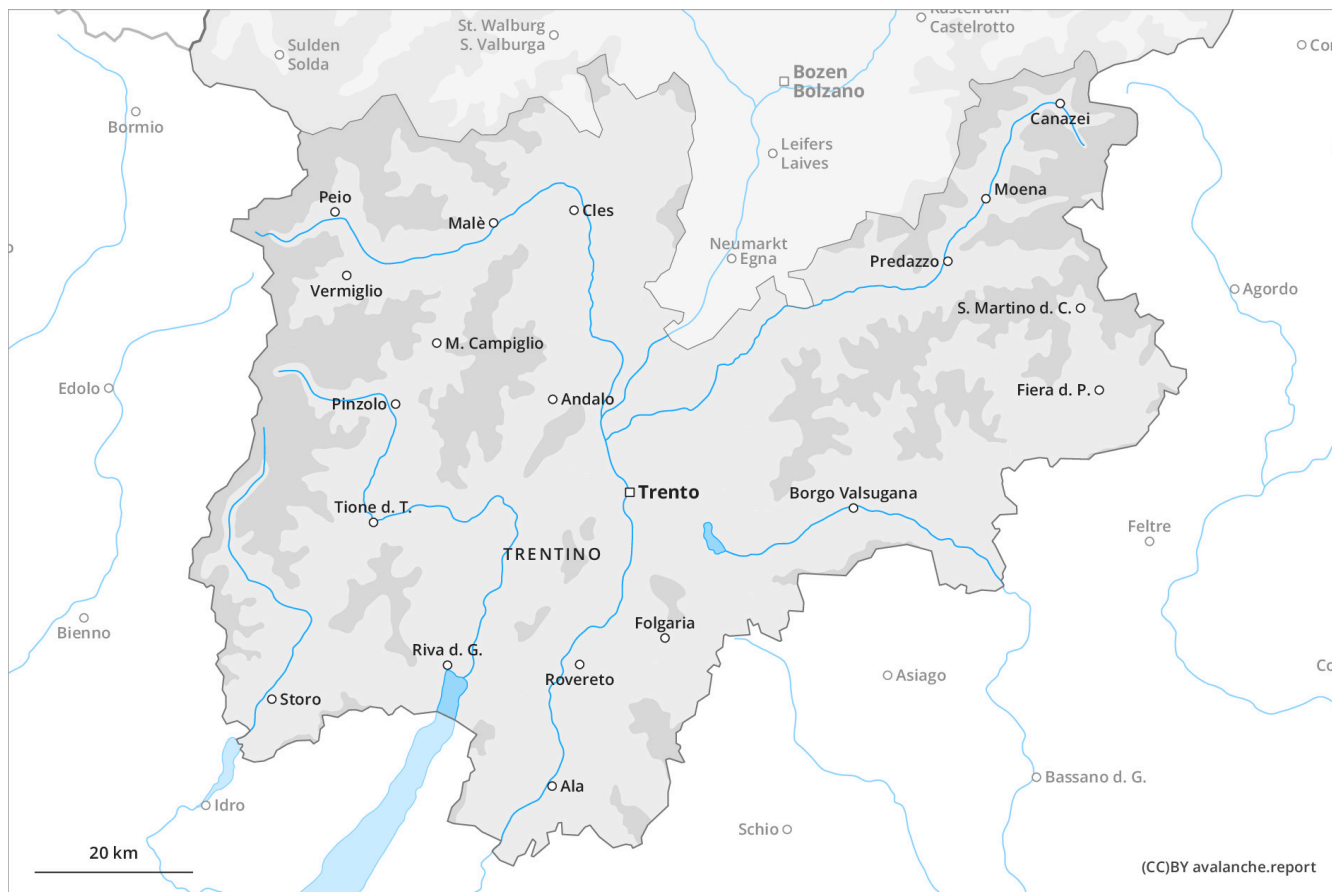 Kastelruth
Castelrotto
St. Walburg
S. Valburga
Sulden
Solda
Bozen
Bolzano
Bormio
Canazei
Leifers
Laives
Peio
Malè
Cles
Moena
Neumarkt
Egna
Predazzo
Vermiglio
Agordo
S. Martino d. C.
M. Campiglio
Edolo
Pinzolo
Andalo
Fiera d. P.
Trento
Borgo Valsugana
Tione d. T.
Feltre
TRENTINO
Bienno
Folgaria
Riva d. G.
Rovereto
Asiago
Storo
Bassano d. G.
Ala
Idro
Schio
20 km
(CC)BY avalanche.report